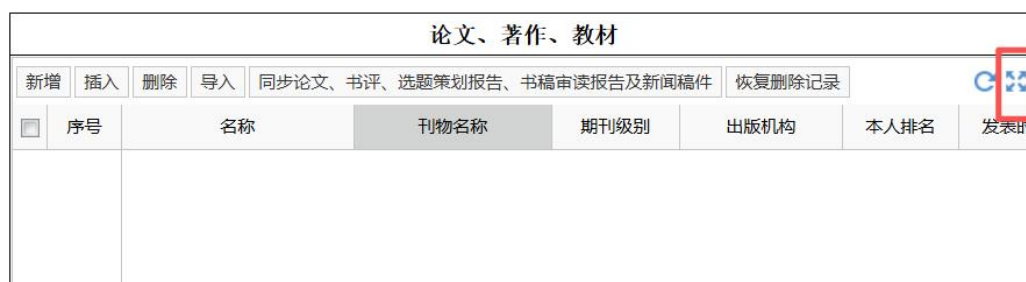 论文、著作、教材
新增 插入 删除 导入 同步论文、书评、选题策划报告、书稿审读报告及新闻稿件 恢复删除记录
序号 名称 刊物名称 期刊级别 出版机构 本人排名 发表时